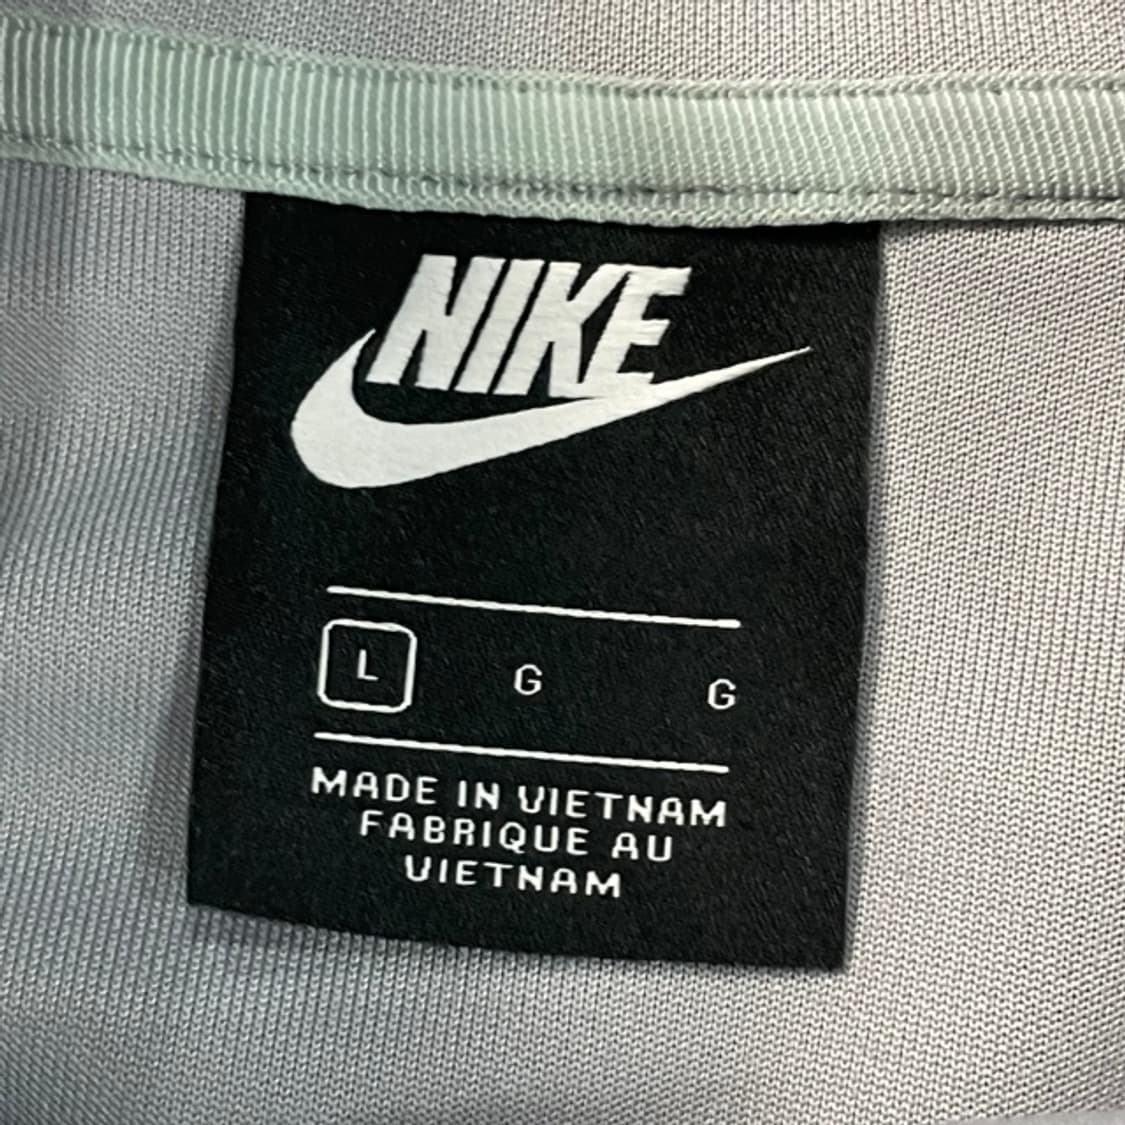 NIKE
L G G
MADE IN VIETNAM
FABRIQUE AU
VIETNAM